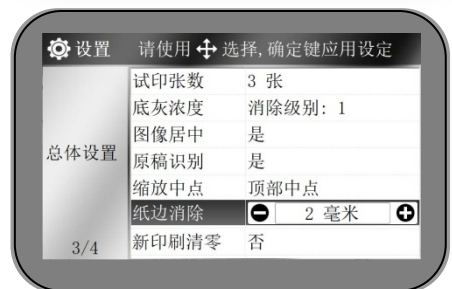 设置 请使用 选择,确定键应用设定
总体设置
3/4
试印张数 3 张
底灰浓度 消除级别: 1
图像居中 是
原稿识别 是
缩放中点 顶部中点
纸边消除 2 毫米
新印刷清零 否